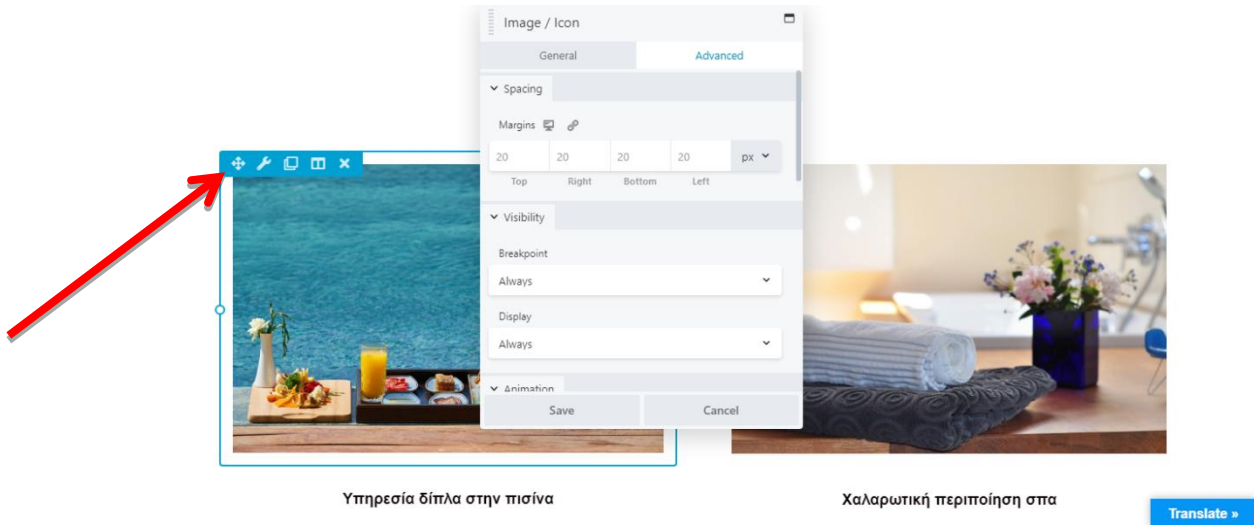 Image / Icon
General Advanced
Spacing
Margins
20 20 20 20 px
Top Right Bottom Left
Visibility
Breakpoint
Always
Display
Always
Animation
Save Cancel
Υπηρεσία δίπλα στην πισίνα Χαλαρωτική περιποίηση σπα
Translate »